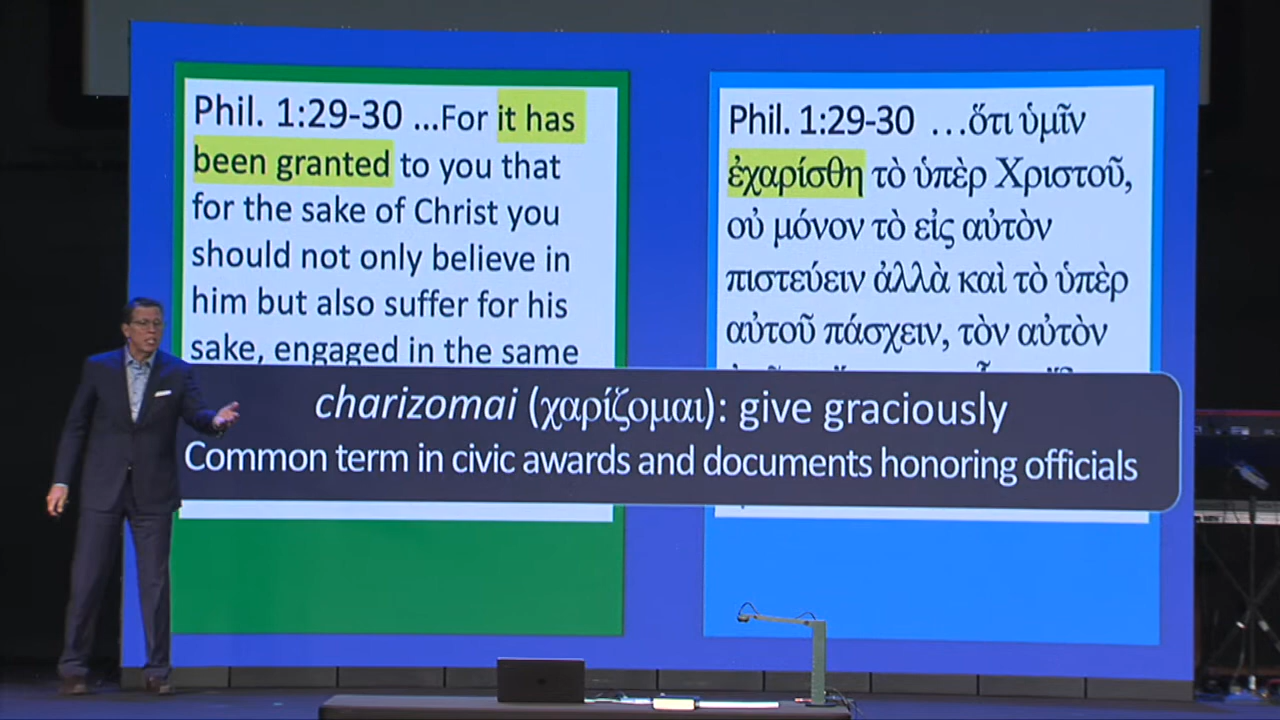 Phil. 1:29-30 ...For it has
been granted to you that
for the sake of Christ you
should not only believe in
him but also suffer for his
sake, engaged in the same
Phil. 1:29-30 ...ὅτι ὑμῖν
ἐχαρίσθη τὸ ὑπὲρ Χριστοῦ,
οὐ μόνον τὸ εἰς αὐτὸν
πιστεύειν ἀλλὰ καὶ τὸ ὑπὲρ
αὐτοῦ πάσχειν, τὸν αὐτὸν
charizomai (χαρίζομαι): give graciously
Common term in civic awards and documents honoring officials